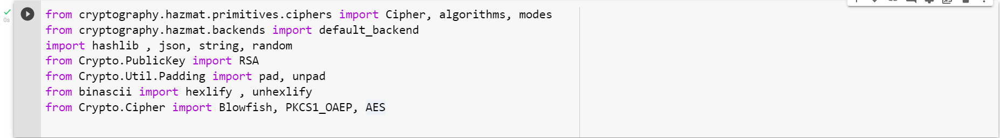 from cryptography.hazmat.primitives.ciphers import Cipher, algorithms, modes
from cryptography.hazmat.backends import default_backend
import hashlib , json, string, random
from Crypto.PublicKey import RSA
from Crypto.Util.Padding import pad, unpad
from binascii import hexlify , unhexlify
from Crypto.Cipher import Blowfish, PKCS1_OAEP, AES
0s